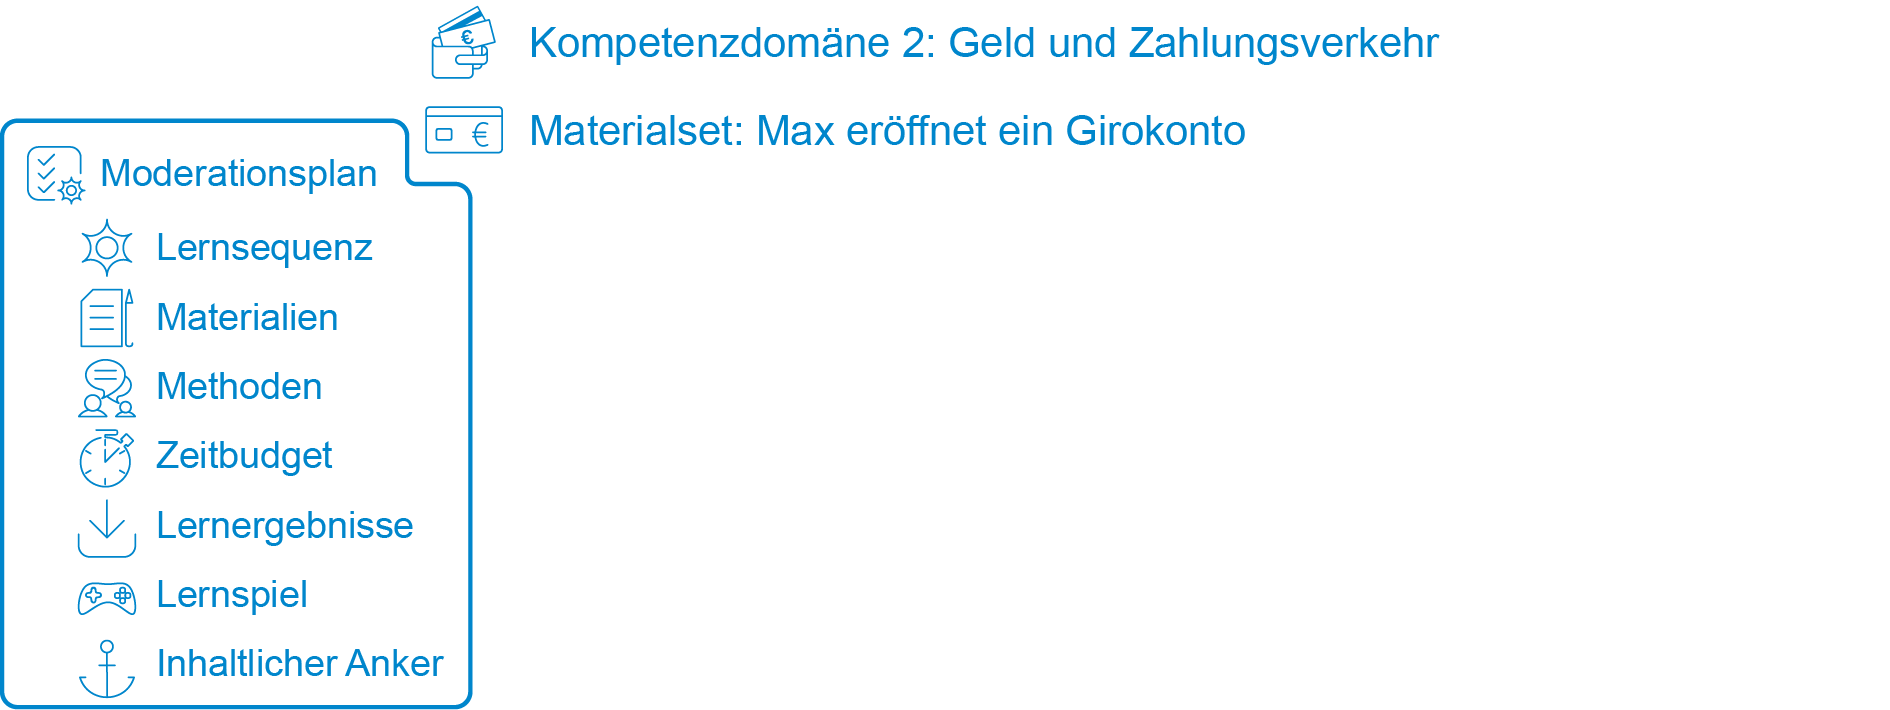 Kompetenzdomäne 2: Geld und Zahlungsverkehr
Materialset: Max eröffnet ein Girokonto
Moderationsplan
Lernsequenz
Materialien
Methoden
Zeitbudget
Lernergebnisse
Lernspiel
Inhaltlicher Anker